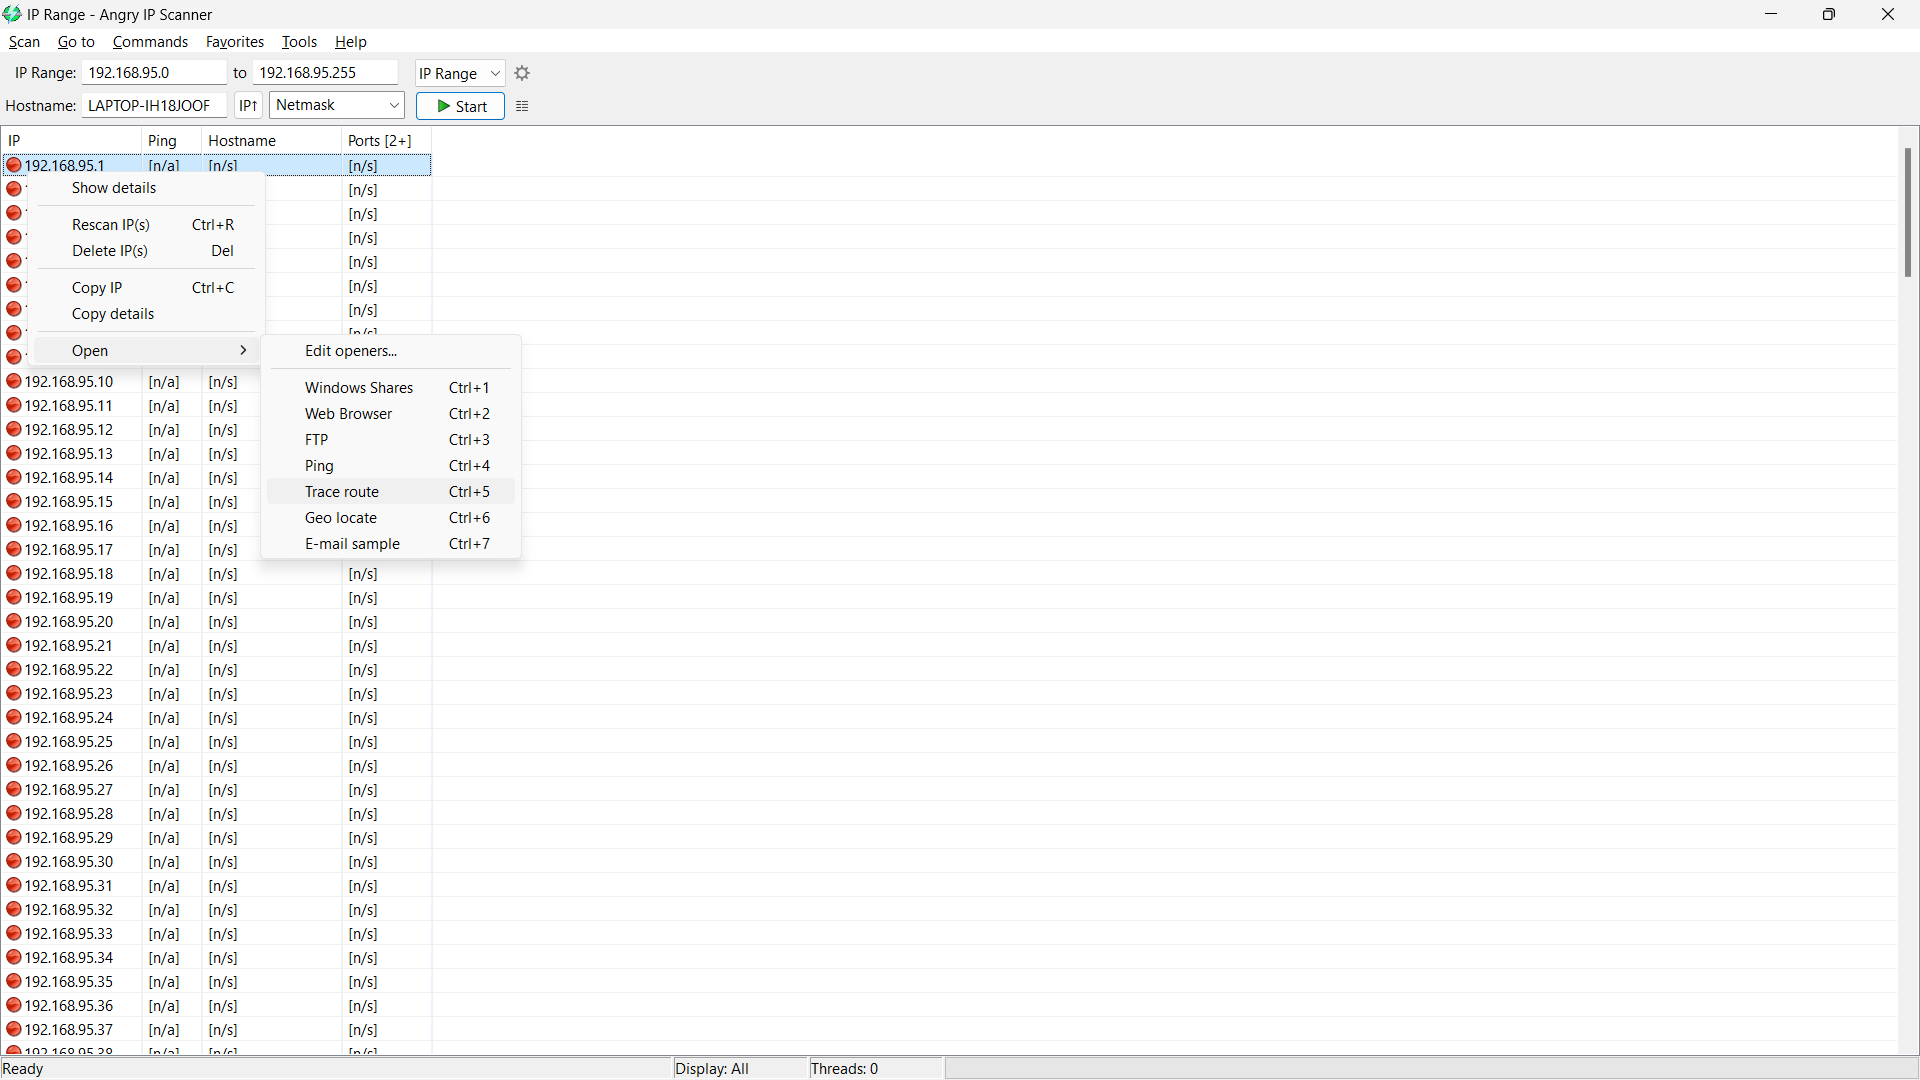 IP Range - Angry IP Scanner
Scan Go to Commands Favorites Tools Help
IP Range: 192.168.95.0 to 192.168.95.255 IP Range
Hostname: LAPTOP-IH18JOOF IP↑ Netmask Start
IP Ping Hostname Ports [2+]
192.168.95.1 [n/a] [n/s] [n/s]
Show details [n/s]
[n/s]
Rescan IP(s) Ctrl+R
[n/s]
Delete IP(s) Del
[n/s]
Copy IP Ctrl+C [n/s]
Copy details [n/s]
[n/s]
Open Edit openers...
192.168.95.10 [n/a] [n/s] Windows Shares Ctrl+1
192.168.95.11 [n/a] [n/s] Web Browser Ctrl+2
192.168.95.12 [n/a] [n/s] FTP Ctrl+3
192.168.95.13 [n/a] [n/s] Ping Ctrl+4
192.168.95.14 [n/a] [n/s] Trace route Ctrl+5
192.168.95.15 [n/a] [n/s]
192.168.95.16 [n/a] [n/s] Geo locate Ctrl+6
192.168.95.17 [n/a] [n/s] E-mail sample Ctrl+7
192.168.95.18 [n/a] [n/s] [n/s]
192.168.95.19 [n/a] [n/s] [n/s]
192.168.95.20 [n/a] [n/s] [n/s]
192.168.95.21 [n/a] [n/s] [n/s]
192.168.95.22 [n/a] [n/s] [n/s]
192.168.95.23 [n/a] [n/s] [n/s]
192.168.95.24 [n/a] [n/s] [n/s]
192.168.95.25 [n/a] [n/s] [n/s]
192.168.95.26 [n/a] [n/s] [n/s]
192.168.95.27 [n/a] [n/s] [n/s]
192.168.95.28 [n/a] [n/s] [n/s]
192.168.95.29 [n/a] [n/s] [n/s]
192.168.95.30 [n/a] [n/s] [n/s]
192.168.95.31 [n/a] [n/s] [n/s]
192.168.95.32 [n/a] [n/s] [n/s]
192.168.95.33 [n/a] [n/s] [n/s]
192.168.95.34 [n/a] [n/s] [n/s]
192.168.95.35 [n/a] [n/s] [n/s]
192.168.95.36 [n/a] [n/s] [n/s]
192.168.95.37 [n/a] [n/s] [n/s]
192.168.95.38 [n/a] [n/s] [n/s]
Ready Display: All Threads: 0